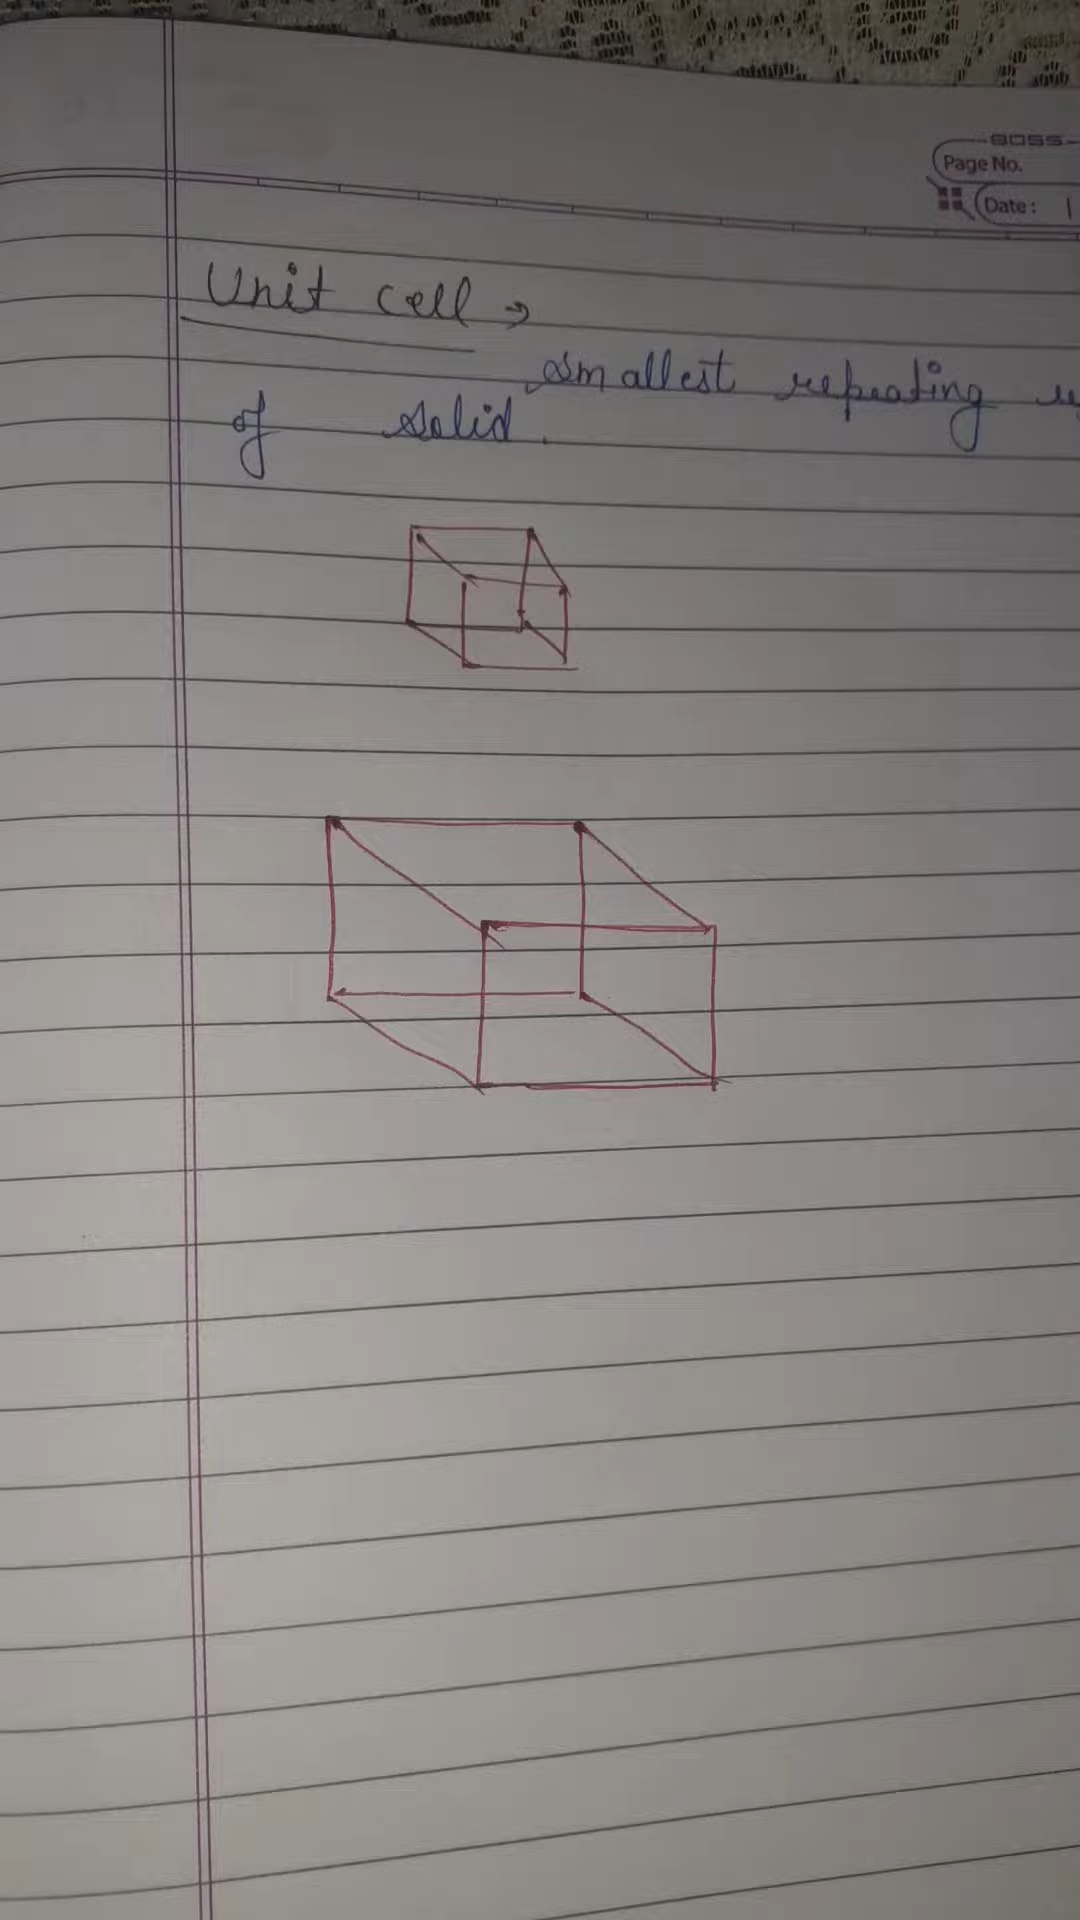 BOSS
Page No.
Date:
Unit cell →
smallest repeating
of solid.